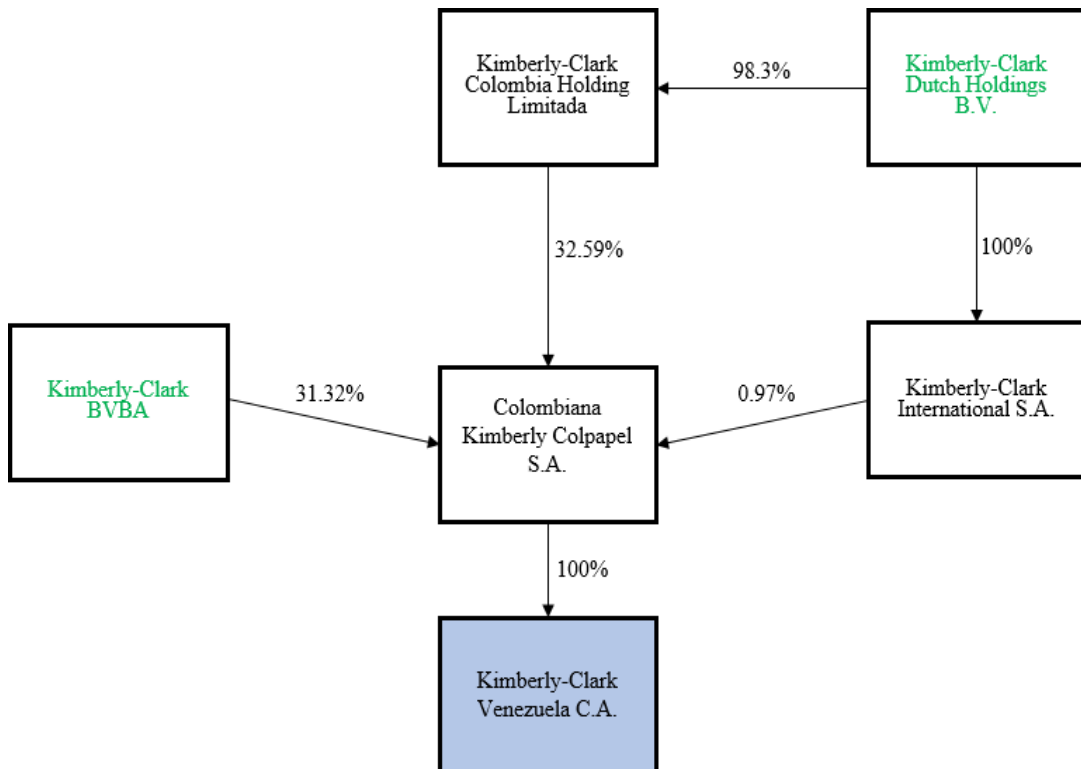 Kimberly-Clark
Colombia Holding
Limitada
98.3%
Kimberly-Clark
Dutch Holdings
B.V.
32.59%
100%
Kimberly-Clark
BVBA
31.32%
Colombiana
Kimberly Colpapel
S.A.
0.97%
Kimberly-Clark
International S.A.
100%
Kimberly-Clark
Venezuela C.A.